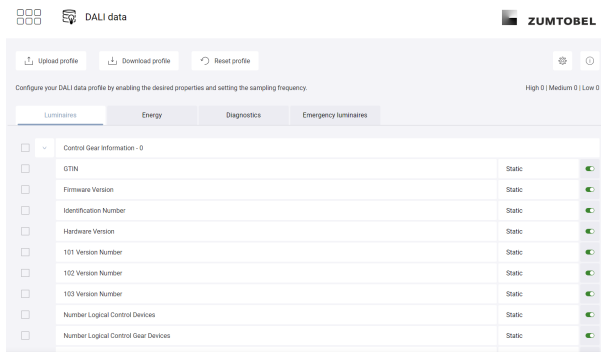 DALI data
ZUMTOBEL
Upload profile
Download profile
Reset profile
Configure your DALI data profile by enabling the desired properties and setting the sampling frequency.
High 0 | Medium 0 | Low 0
Luminaires
Energy
Diagnostics
Emergency luminaires
Control Gear Information - 0
GTIN
Static
Firmware Version
Static
Identification Number
Static
Hardware Version
Static
101 Version Number
Static
102 Version Number
Static
103 Version Number
Static
Number Logical Control Devices
Static
Number Logical Control Gear Devices
Static